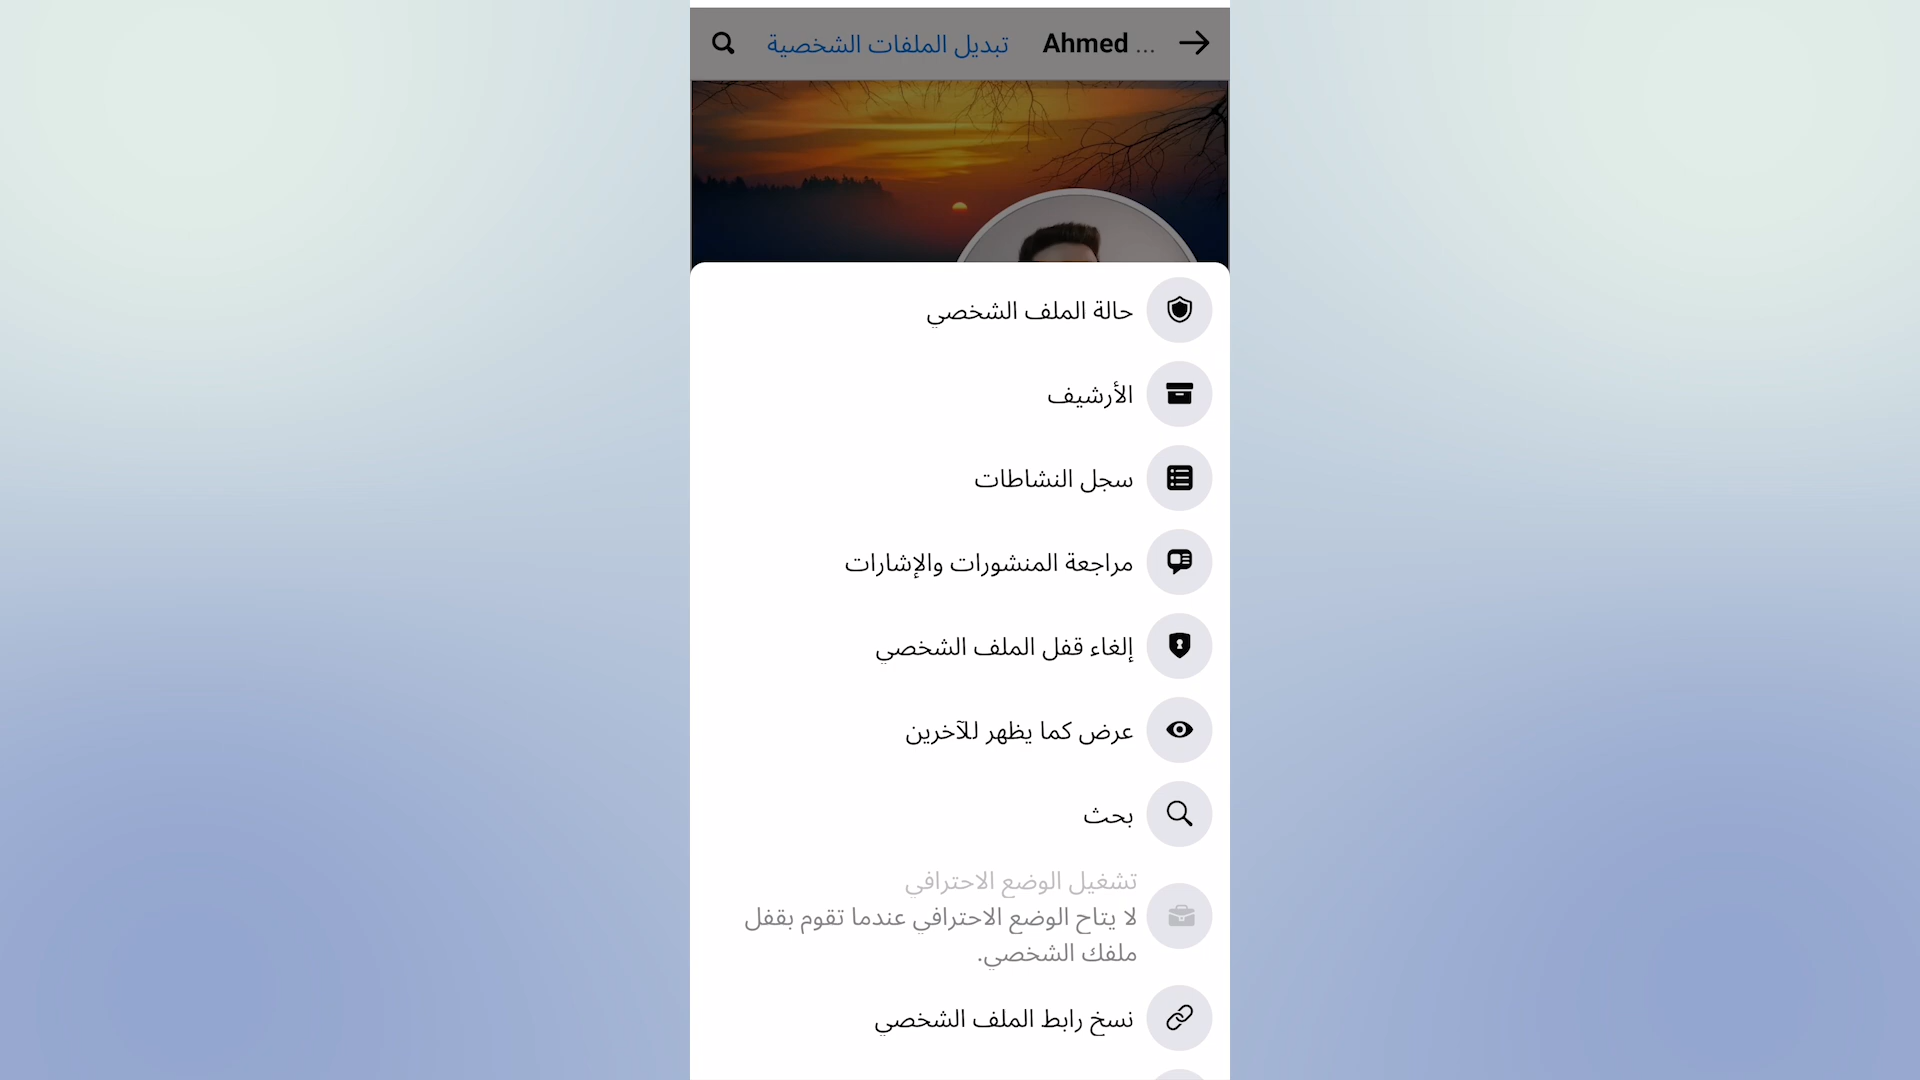 Ahmed ...
تبديل الملفات الشخصية
حالة الملف الشخصي
الأرشيف
سجل النشاطات
مراجعة المنشورات والإشارات
إلغاء قفل الملف الشخصي
عرض كما يظهر للآخرين
بحث
تشغيل الوضع الاحترافي
لا يتاح الوضع الاحترافي عندما تقوم بقفل
ملفك الشخصي.
نسخ رابط الملف الشخصي